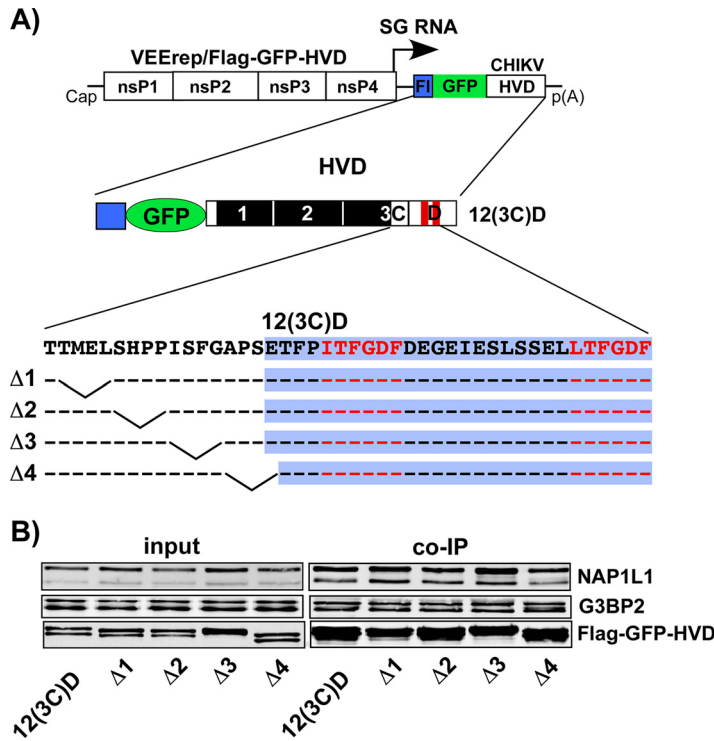 A)
SG RNA
VEErep/Flag-GFP-HVD
CHIKV
Cap nsP1 nsP2 nsP3 nsP4 Fl GFP HVD p(A)
HVD
GFP 1 2 3 C D 12(3C)D
12(3C)D
TTMELSHPPISFGAPSETFPITFGDFDEGEIESLSSELLTFGDF
Δ1
Δ2
Δ3
Δ4
B)
input co-IP
NAP1L1
G3BP2
Flag-GFP-HVD
12(3C)D Δ1 Δ2 Δ3 Δ4 12(3C)D Δ1 Δ2 Δ3 Δ4